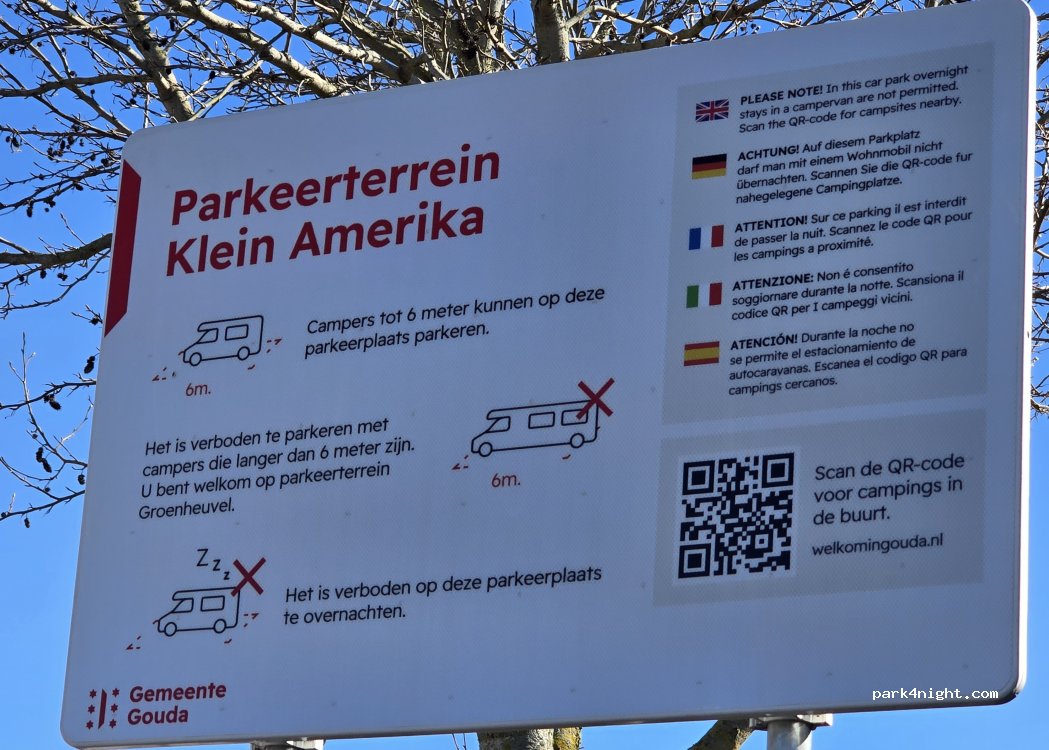 Parkeerterrein
Klein Amerika
Campers tot 6 meter kunnen op deze
parkeerplaats parkeren.
6m.
Het is verboden te parkeren met
campers die langer dan 6 meter zijn.
U bent welkom op parkeerterrein
Groenheuvel.
6m.
Z z z
Het is verboden op deze parkeerplaats
te overnachten.
Gemeente
Gouda
PLEASE NOTE! In this car park overnight
stays in a campervan are not permitted.
Scan the QR-code for campsites nearby.
ACHTUNG! Auf diesem Parkplatz
darf man mit einem Wohnmobil nicht
übernachten. Scannen Sie die QR-code fur
nahegelegene Campingplatze.
ATTENTION! Sur ce parking il est interdit
de passer la nuit. Scannez le code QR pour
les campings a proximité.
ATTENZIONE: Non é consentito
soggiornare durante la notte. Scansiona il
codice QR per I campeggi vicini.
ATENCIÓN! Durante la noche no
se permite el estacionamiento de
autocaravanas. Escanea el codigo QR para
campings cercanos.
Scan de QR-code
voor campings in
de buurt.
welkomingouda.nl
park4night.com